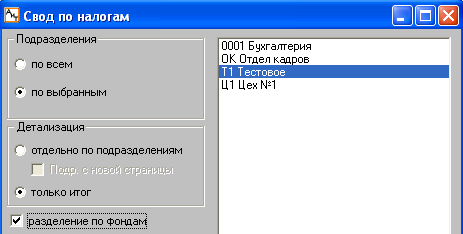 Свод по налогам
Подразделения
по всем
по выбранным
Детализация
отдельно по подразделениям
Подр. с новой страницы
только итог
разделение по фондам
0001 Бухгалтерия
ОК Отдел кадров
Т1 Тестовое
Ц1 Цех №1